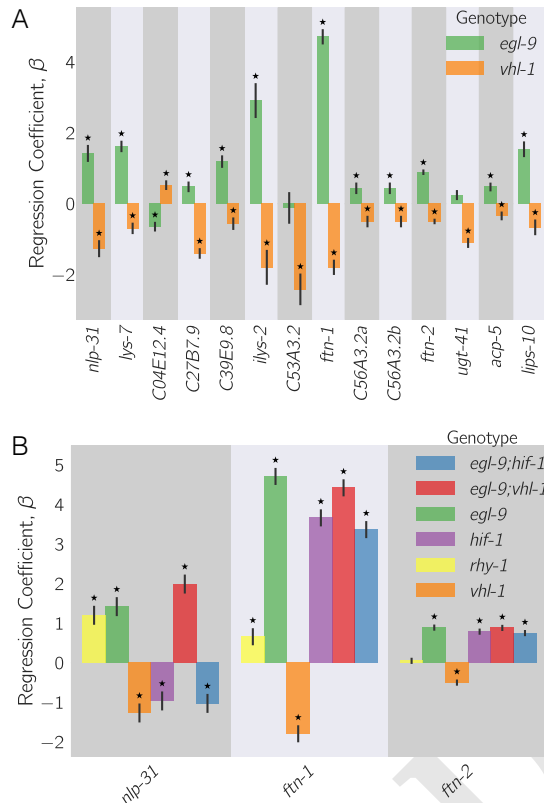 A
Genotype
egl-9
vhl-1
Regression Coefficient, β
4
2
0
−2
nlp-31
lys-7
C04E12.4
C27B7.9
C39E9.8
ilys-2
C53A3.2
ftn-1
C56A3.2a
C56A3.2b
ftn-2
ugt-41
acp-5
lips-10
B
Genotype
egl-9;hif-1
egl-9;vhl-1
egl-9
hif-1
rhy-1
vhl-1
Regression Coefficient, β
5
4
3
2
1
0
−1
−2
nlp-31
ftn-1
ftn-2